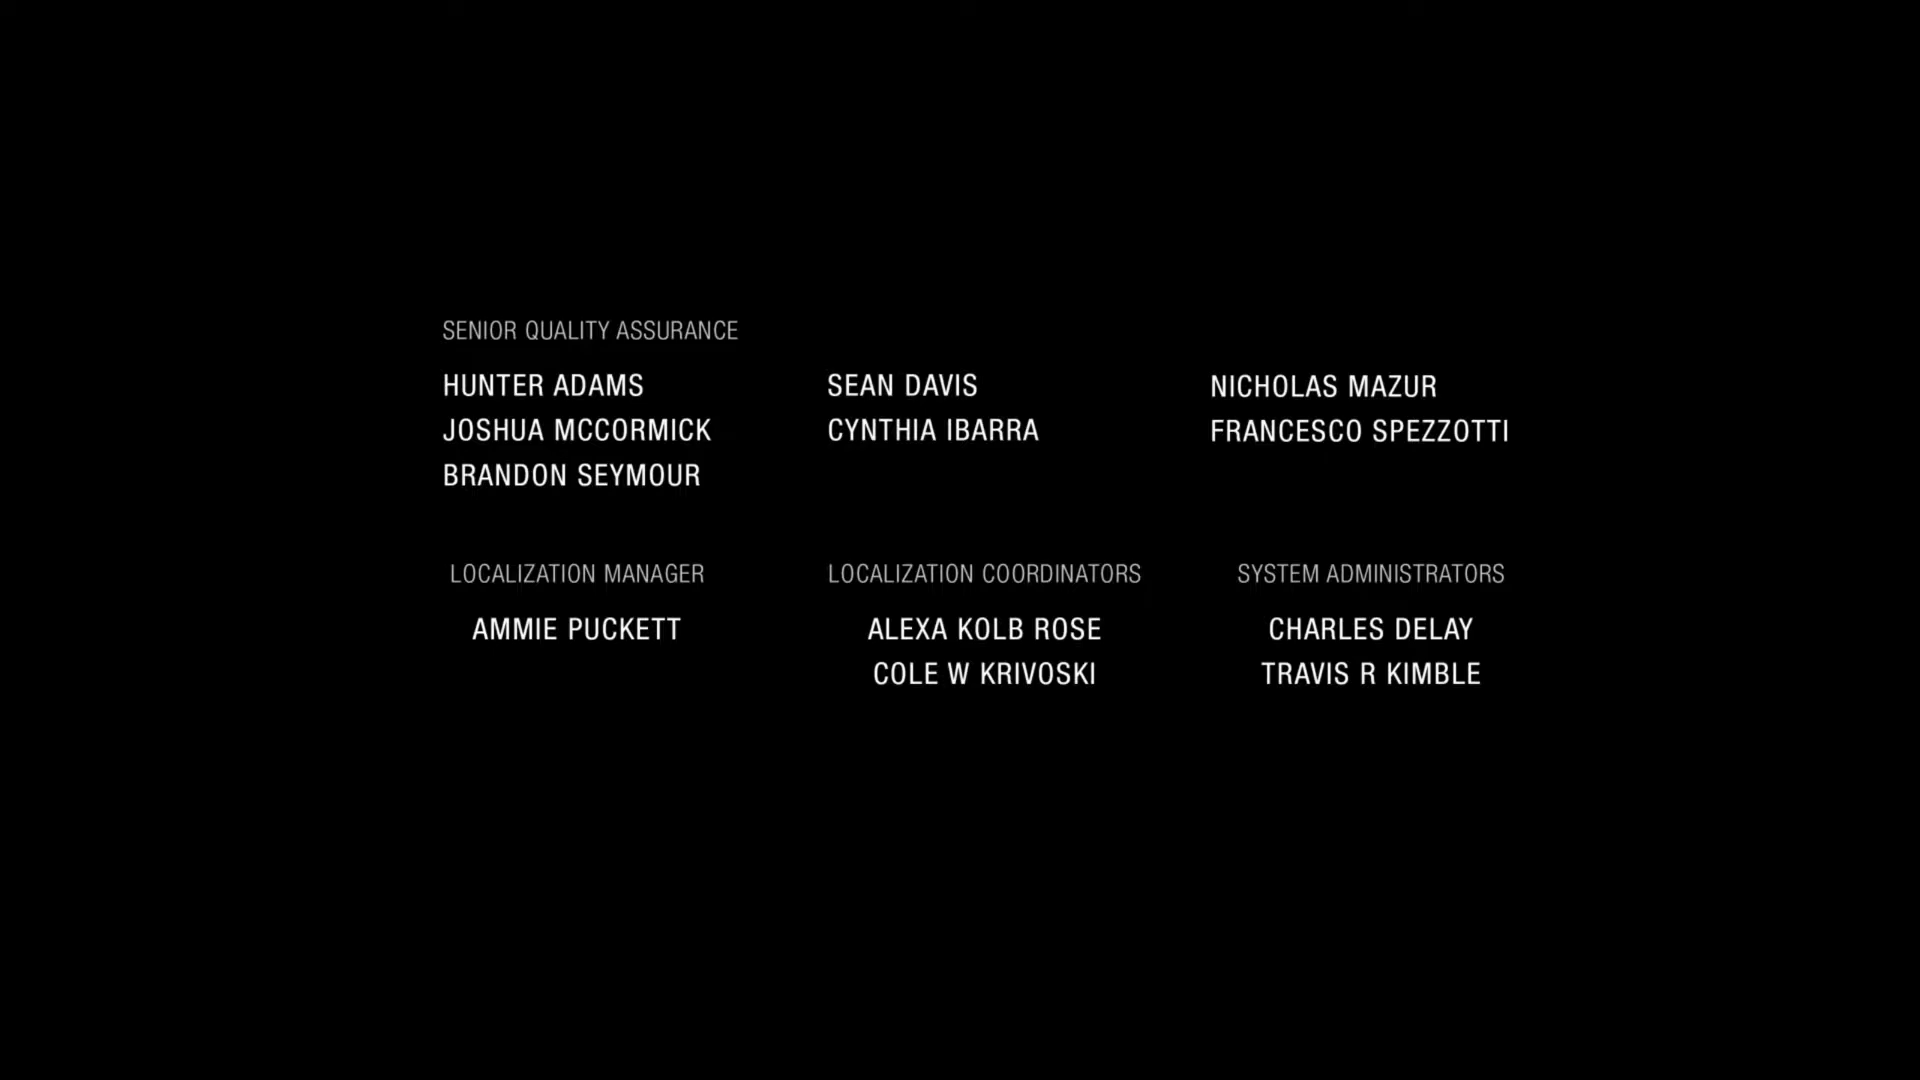 SENIOR QUALITY ASSURANCE
HUNTER ADAMS
SEAN DAVIS
NICHOLAS MAZUR
JOSHUA MCCORMICK
CYNTHIA IBARRA
FRANCESCO SPEZZOTTI
BRANDON SEYMOUR
LOCALIZATION MANAGER
AMMIE PUCKETT
LOCALIZATION COORDINATORS
ALEXA KOLB ROSE
COLE W KRIVOSKI
SYSTEM ADMINISTRATORS
CHARLES DELAY
TRAVIS R KIMBLE